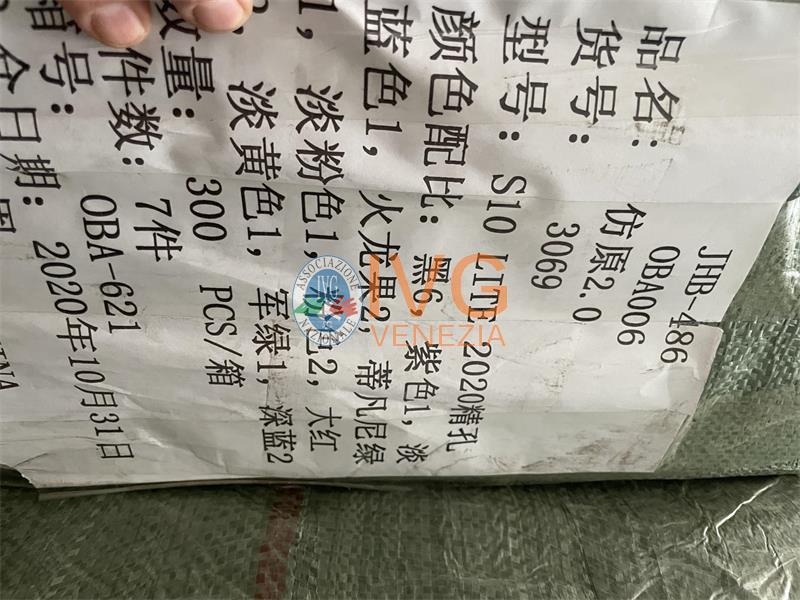 JHB-486
OBA006
品名: 仿原2.0
货号: 3069
型号: S10 LITE 2020精孔
颜色配比: 黑6, 紫色1, 淡
蓝色1, 火龙果2, 蒂凡尼绿
1, 淡粉色1, 色2, 大红
淡黄色1, 军绿1, 深蓝2
数量: 300 PCS/箱
件数: 7件
箱号: OBA-621
日期: 2020年10月31日
ASSOCIAZIONE
IVG
NAZIONALE
IVG
VENEZIA